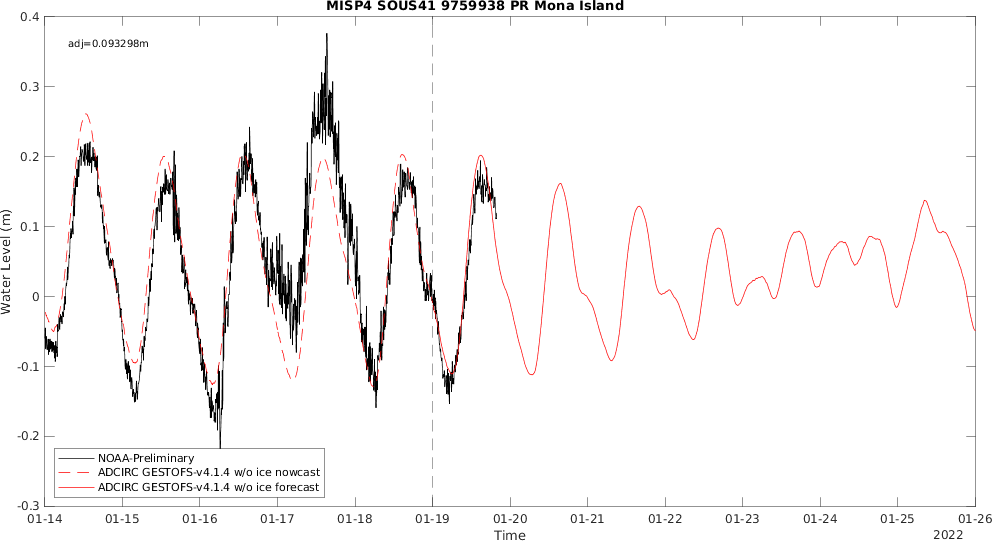 MISP4 SOUS41 9759938 PR Mona Island
adj=0.093298m
0.4
0.3
0.2
0.1
0
-0.1
-0.2
-0.3
Water Level (m)
NOAA-Preliminary
ADCIRC GESTOFS-v4.1.4 w/o ice nowcast
ADCIRC GESTOFS-v4.1.4 w/o ice forecast
01-14 01-15 01-16 01-17 01-18 01-19 01-20 01-21 01-22 01-23 01-24 01-25 01-26
Time
2022